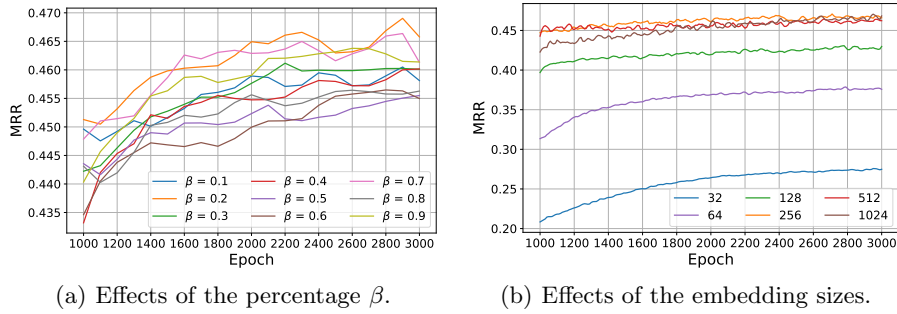 0.470
0.465
0.460
0.455
0.450
0.445
0.440
0.435
MRR
1000 1200 1400 1600 1800 2000 2200 2400 2600 2800 3000
Epoch
β = 0.1 β = 0.4 β = 0.7
β = 0.2 β = 0.5 β = 0.8
β = 0.3 β = 0.6 β = 0.9
(a) Effects of the percentage β.
0.45
0.40
0.35
0.30
0.25
0.20
MRR
1000 1200 1400 1600 1800 2000 2200 2400 2600 2800 3000
Epoch
32 128 512
64 256 1024
(b) Effects of the embedding sizes.